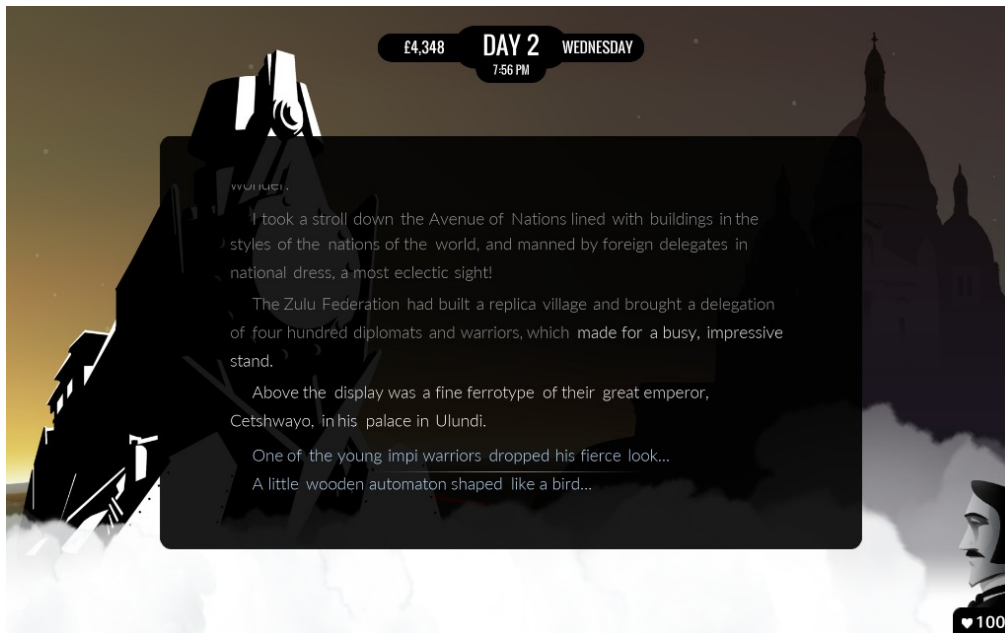 £4,348 DAY 2 WEDNESDAY
7:56 PM
wonder.
I took a stroll down the Avenue of Nations lined with buildings in the
styles of the nations of the world, and manned by foreign delegates in
national dress, a most eclectic sight!
The Zulu Federation had built a replica village and brought a delegation
of four hundred diplomats and warriors, which made for a busy, impressive
stand.
Above the display was a fine ferrotype of their great emperor,
Cetshwayo, in his palace in Ulundi.
One of the young impi warriors dropped his fierce look...
A little wooden automaton shaped like a bird...
100